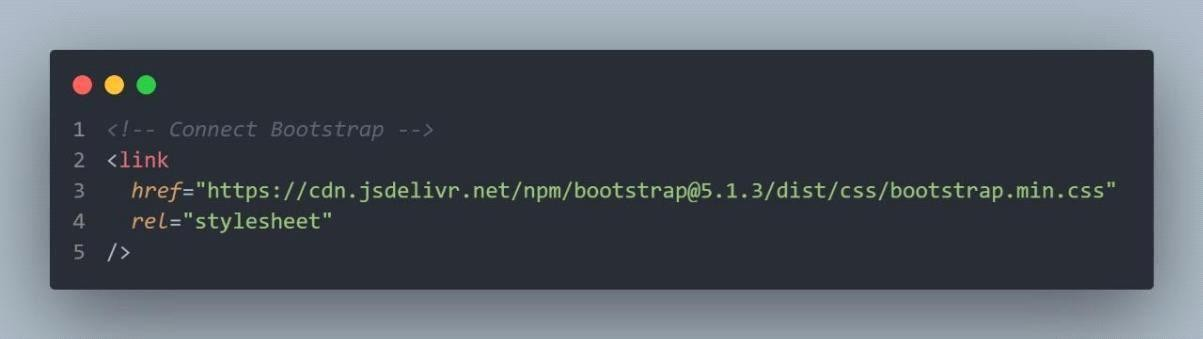 1 <!-- Connect Bootstrap -->
2 <link
3 href="https://cdn.jsdelivr.net/npm/bootstrap@5.1.3/dist/css/bootstrap.min.css"
4 rel="stylesheet"
5 />